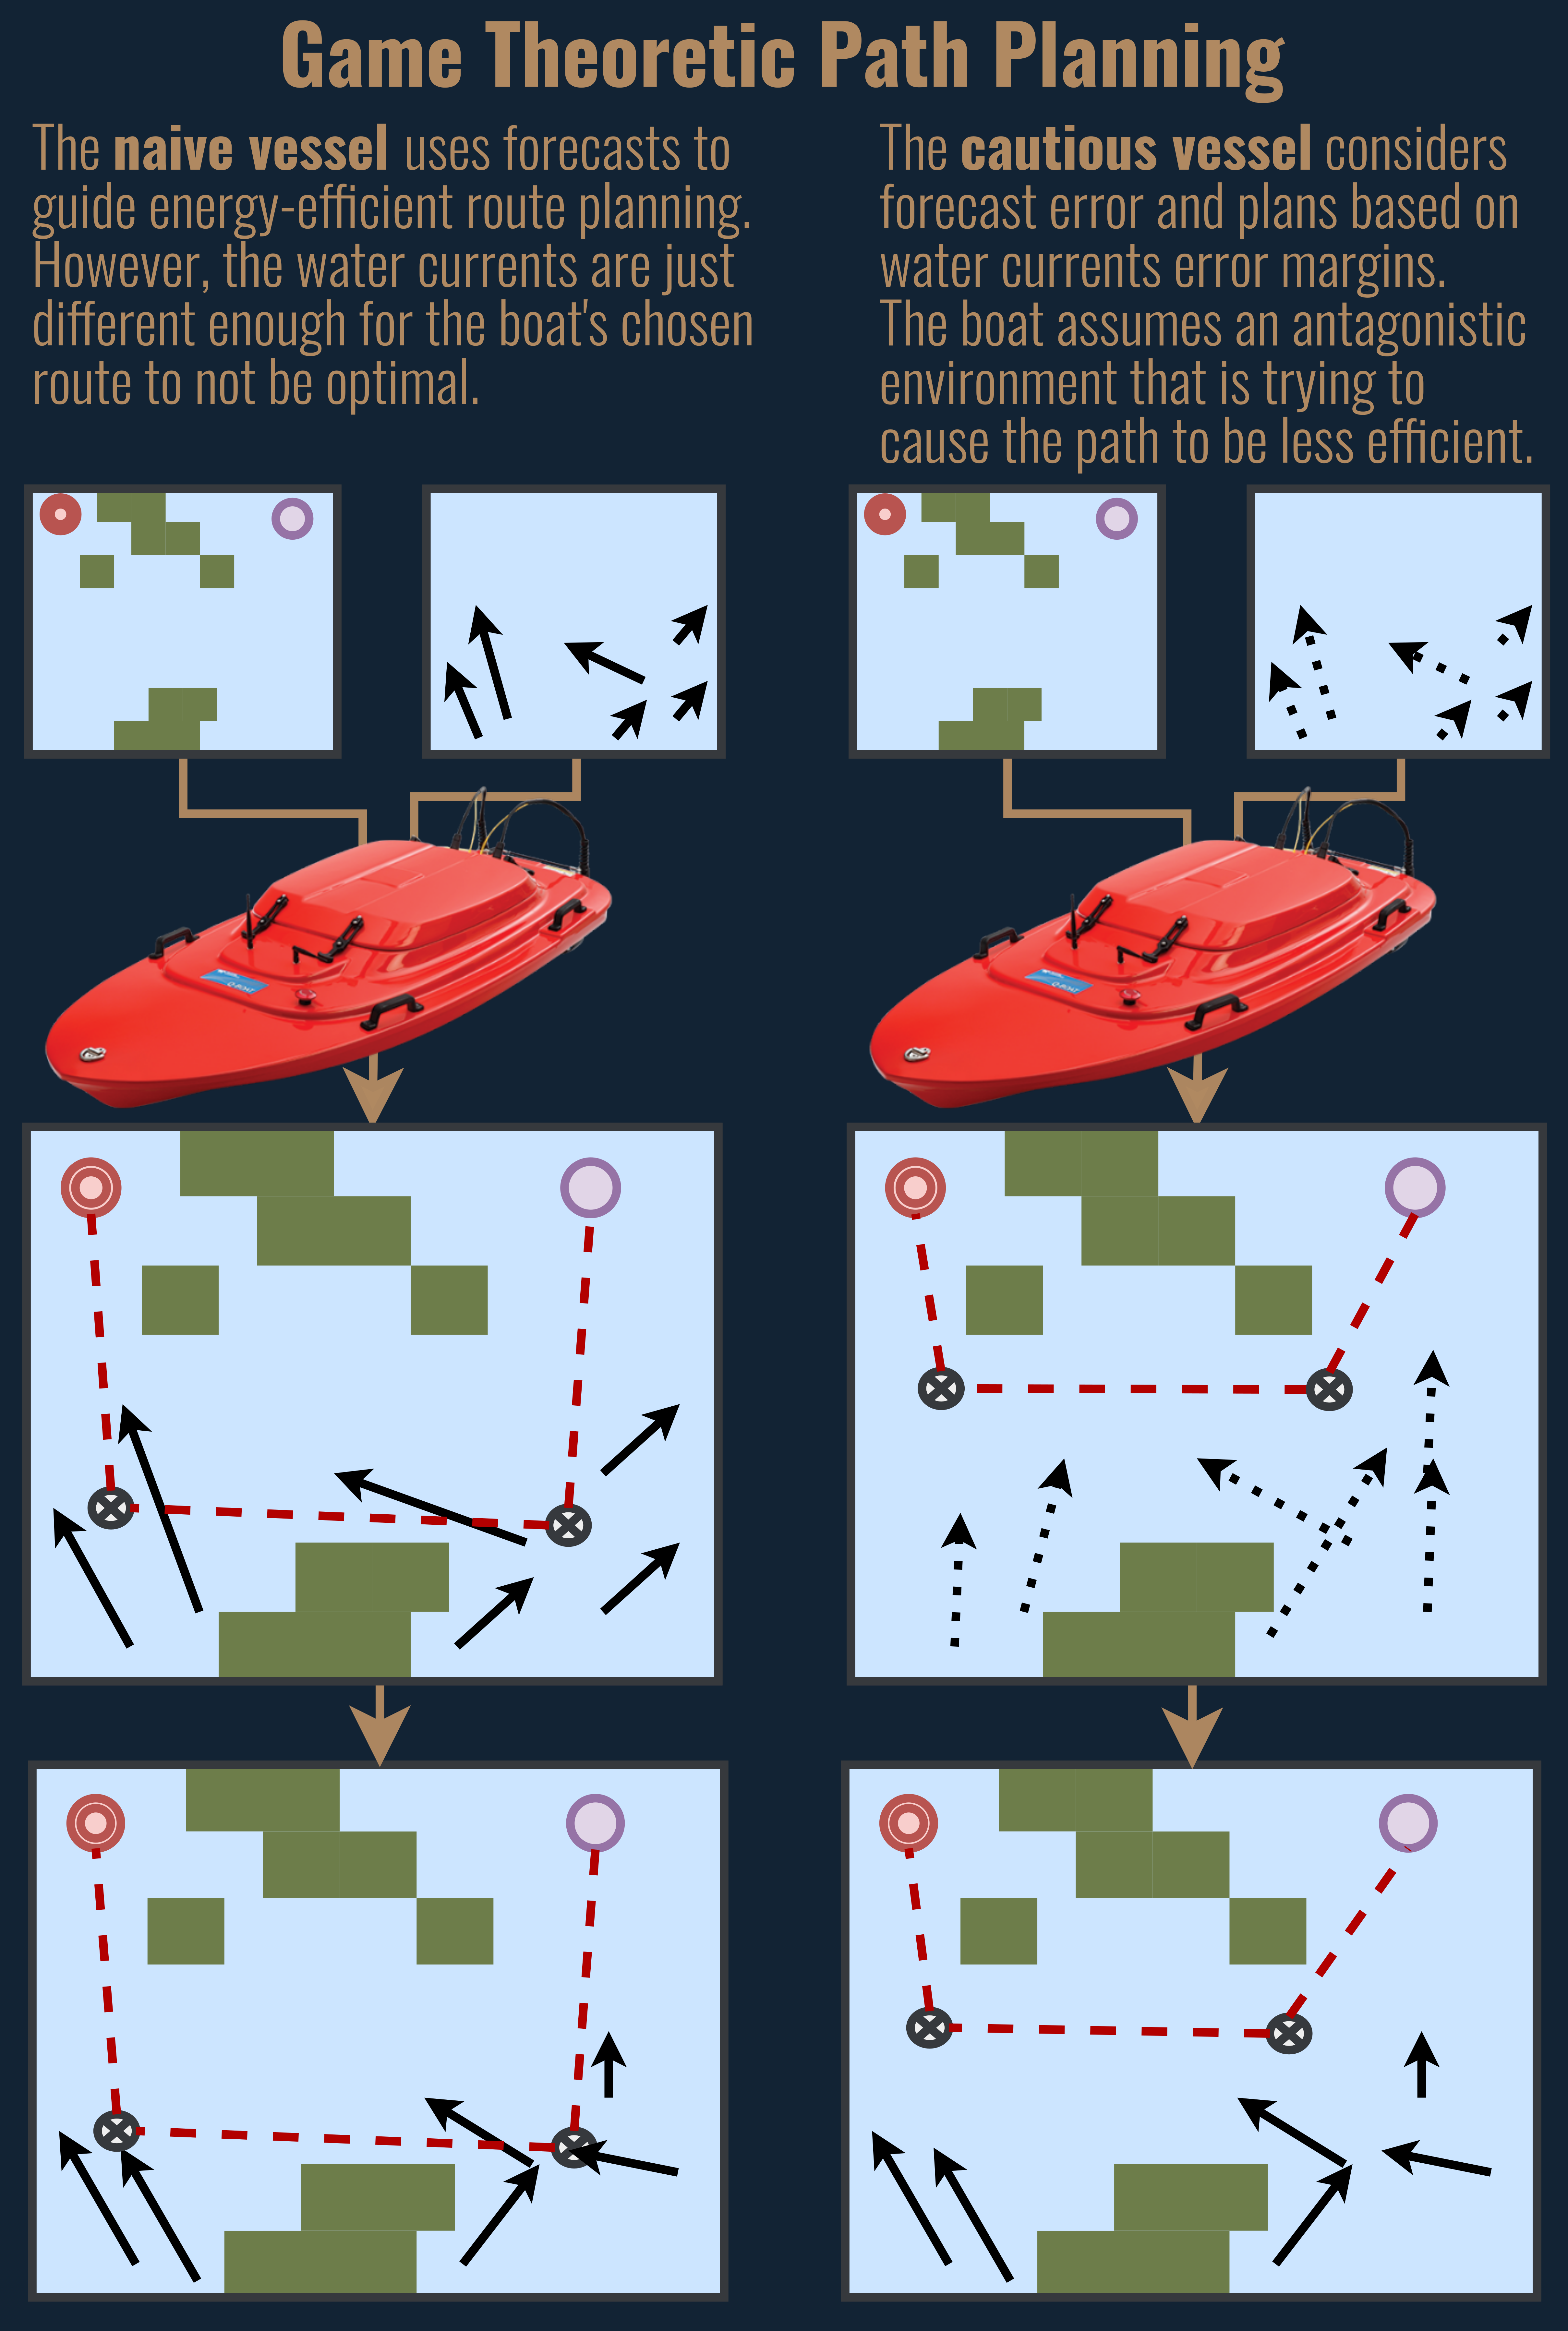 Game Theoretic Path Planning
The naive vessel uses forecasts to
guide energy-efficient route planning.
However, the water currents are just
different enough for the boat's chosen
route to not be optimal.
The cautious vessel considers
forecast error and plans based on
water currents error margins.
The boat assumes an antagonistic
environment that is trying to
cause the path to be less efficient.
Q-BOAT
Q-BOAT